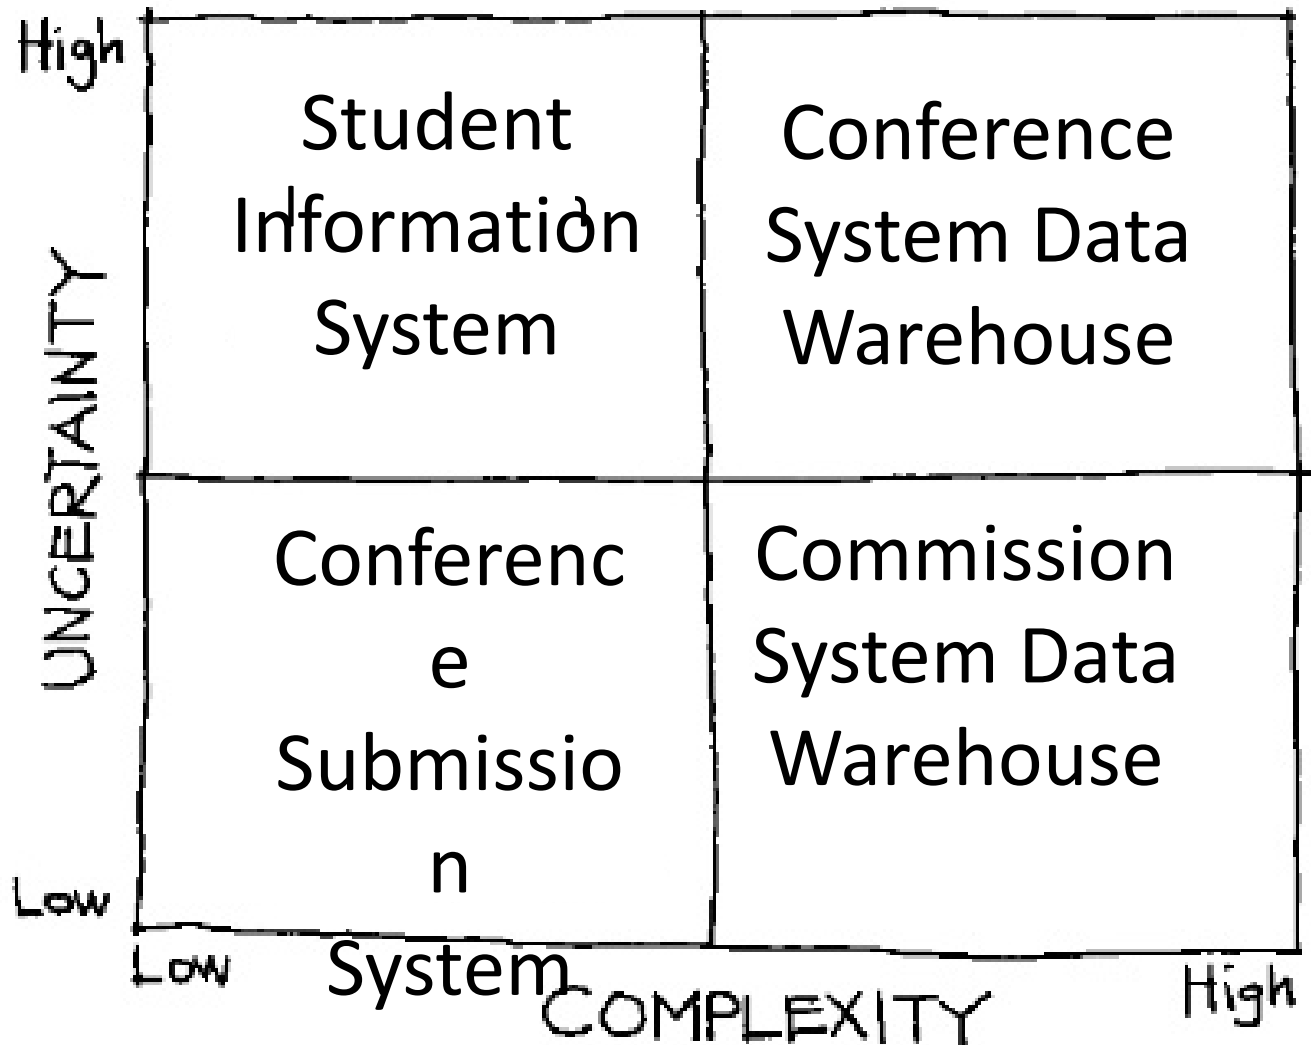 High
Student
Information
System
Conference
System Data
Warehouse
UNCERTAINTY
Conferenc
e
Submissio
n
System
Commission
System Data
Warehouse
Low
Low
COMPLEXITY
High